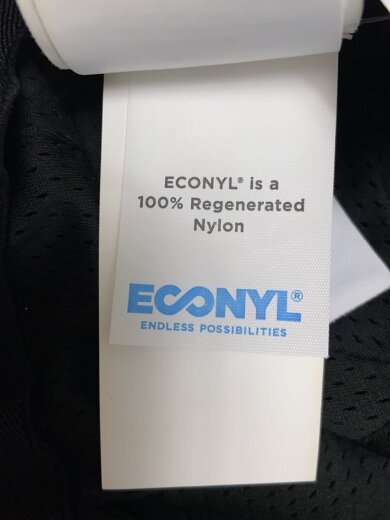 ECONYL® is a
100% Regenerated
Nylon
ECONYL®
ENDLESS POSSIBILITIES